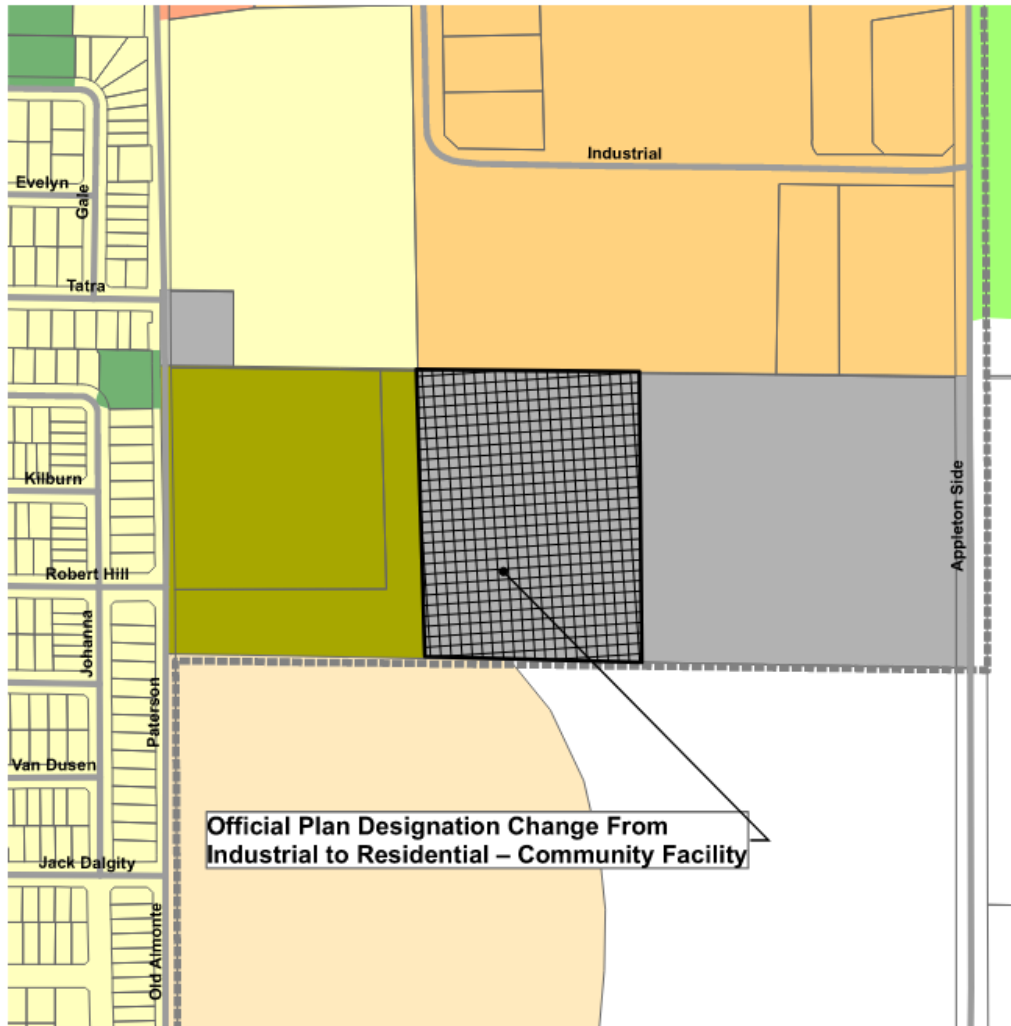 Industrial
Evelyn
Gale
Tatra
Kilburn
Appleton Side
Robert Hill
Johanna
Paterson
Van Dusen
Official Plan Designation Change From
Industrial to Residential – Community Facility
Jack Dalgity
Old Almonte